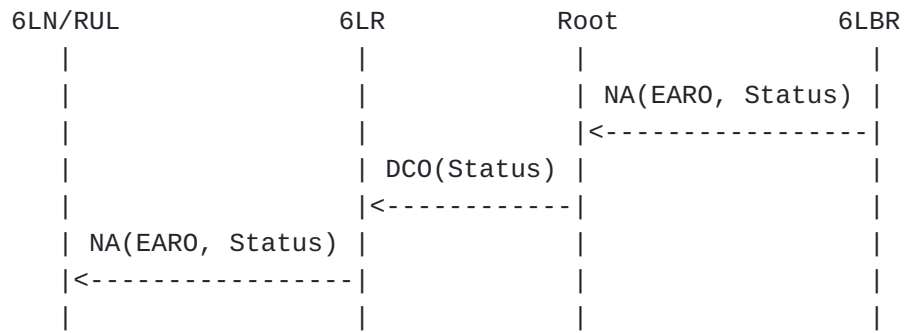 6LN/RUL 6LR Root 6LBR
NA(EARO, Status)
DCO(Status)
NA(EARO, Status)